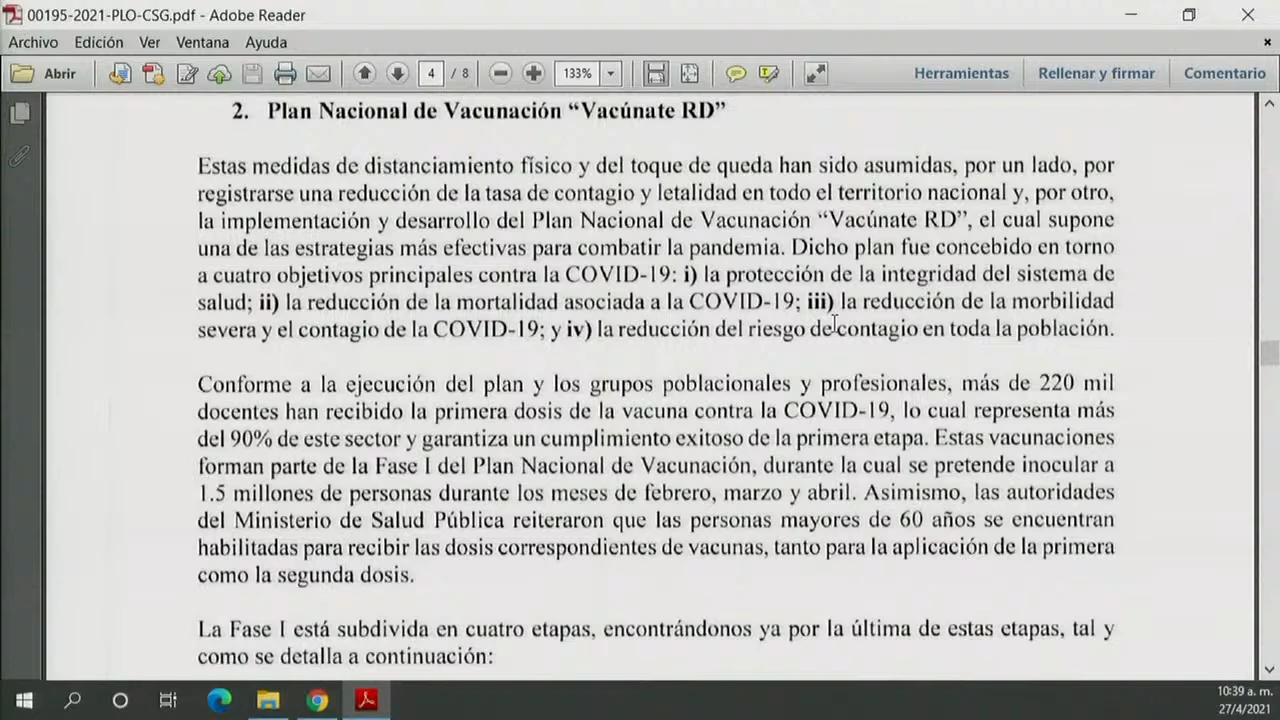 00195-2021-PLO-CSG.pdf - Adobe Reader
Archivo Edición Ver Ventana Ayuda
Abrir 4 / 8 133% Herramientas Rellenar y firmar Comentario
2. Plan Nacional de Vacunación “Vacúnate RD”
Estas medidas de distanciamiento físico y del toque de queda han sido asumidas, por un lado, por
registrarse una reducción de la tasa de contagio y letalidad en todo el territorio nacional y, por otro,
la implementación y desarrollo del Plan Nacional de Vacunación “Vacúnate RD”, el cual supone
una de las estrategias más efectivas para combatir la pandemia. Dicho plan fue concebido en torno
a cuatro objetivos principales contra la COVID-19: i) la protección de la integridad del sistema de
salud; ii) la reducción de la mortalidad asociada a la COVID-19; iii) la reducción de la morbilidad
severa y el contagio de la COVID-19; y iv) la reducción del riesgo de contagio en toda la población.
Conforme a la ejecución del plan y los grupos poblacionales y profesionales, más de 220 mil
docentes han recibido la primera dosis de la vacuna contra la COVID-19, lo cual representa más
del 90% de este sector y garantiza un cumplimiento exitoso de la primera etapa. Estas vacunaciones
forman parte de la Fase I del Plan Nacional de Vacunación, durante la cual se pretende inocular a
1.5 millones de personas durante los meses de febrero, marzo y abril. Asimismo, las autoridades
del Ministerio de Salud Pública reiteraron que las personas mayores de 60 años se encuentran
habilitadas para recibir las dosis correspondientes de vacunas, tanto para la aplicación de la primera
como la segunda dosis.
La Fase I está subdivida en cuatro etapas, encontrándonos ya por la última de estas etapas, tal y
como se detalla a continuación:
10:39 a. m.
27/4/2021